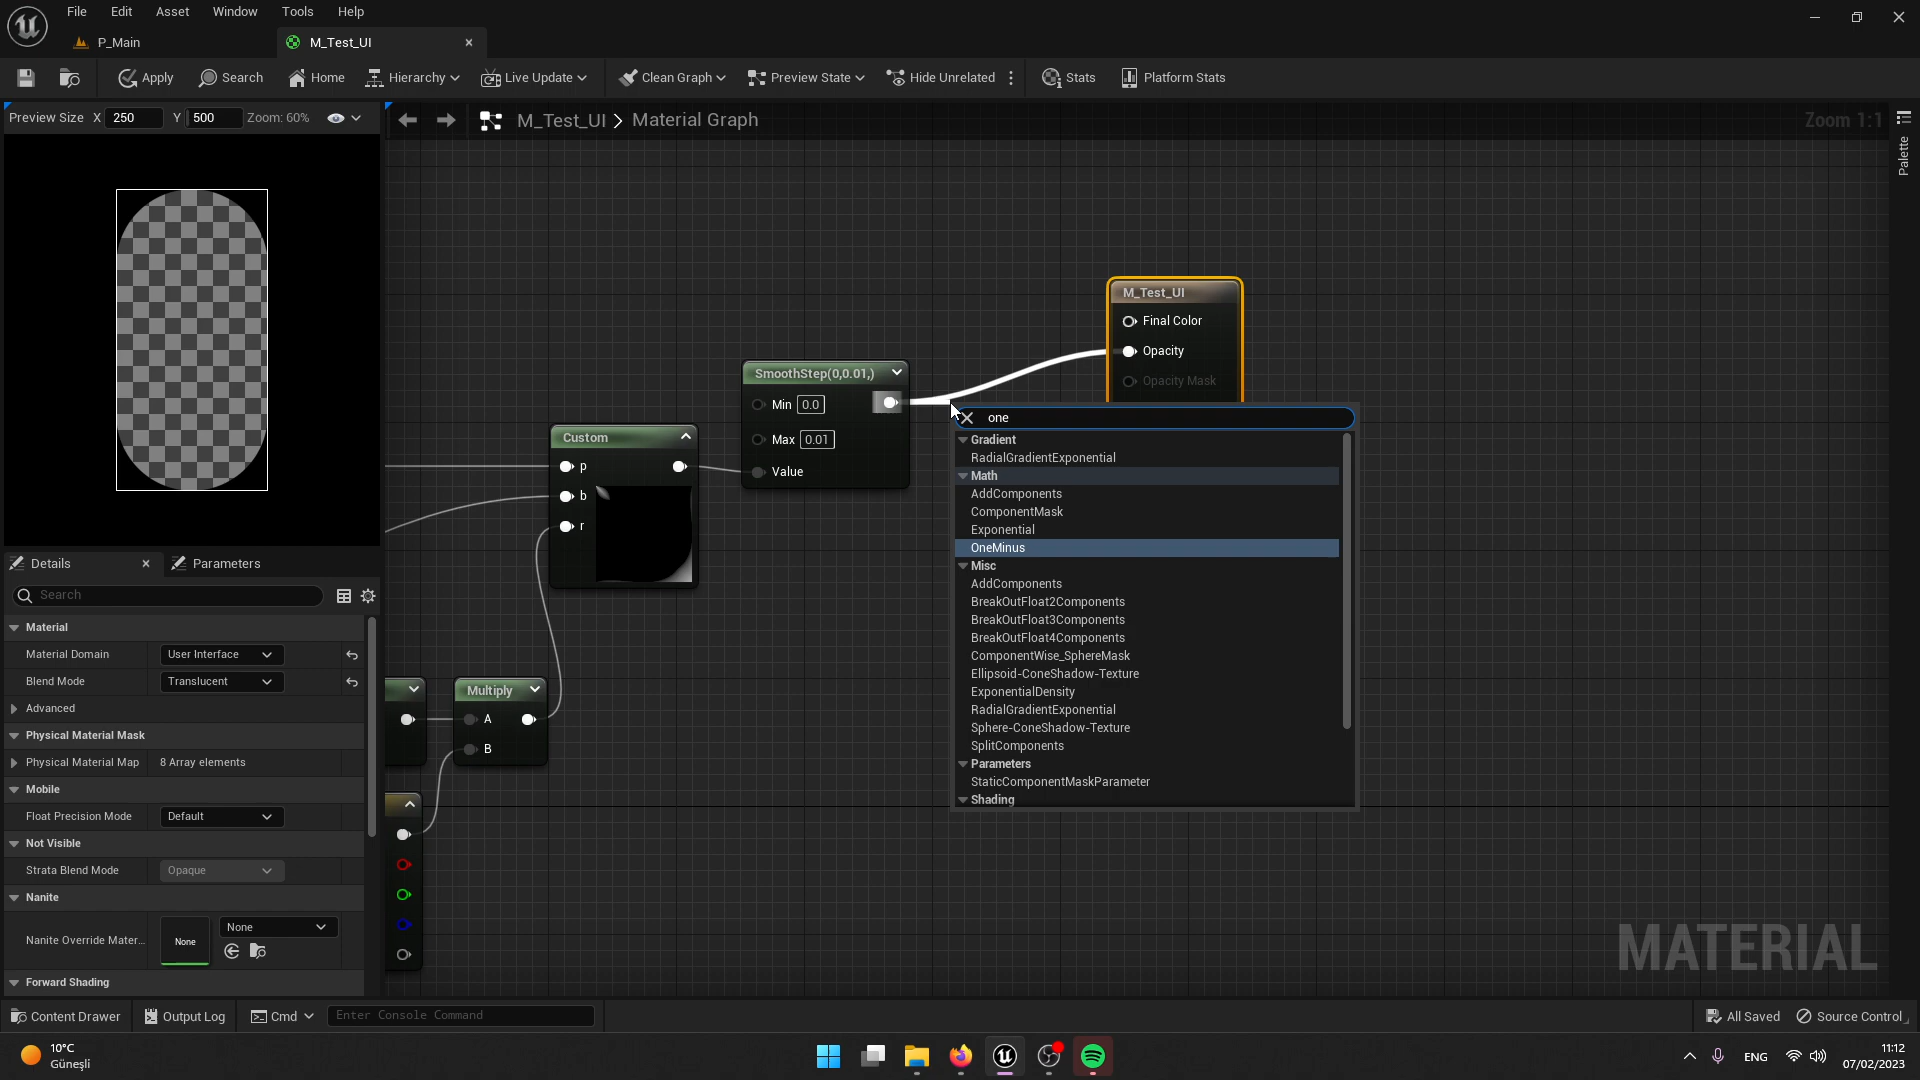 File Edit Asset Window Tools Help
P_Main
M_Test_UI
Apply Search Home Hierarchy Live Update Clean Graph Preview State Hide Unrelated Stats Platform Stats
Preview Size X 250 Y 500 Zoom: 60%
M_Test_UI > Material Graph
Zoom 1:1
Palette
M_Test_UI
Final Color
Opacity
Opacity Mask
SmoothStep(0,0.01,)
Min 0.0
Max 0.01
Value
Custom
p
b
r
Multiply
A
B
one
Gradient
RadialGradientExponential
Math
AddComponents
ComponentMask
Exponential
OneMinus
Misc
AddComponents
BreakOutFloat2Components
BreakOutFloat3Components
BreakOutFloat4Components
ComponentWise_SphereMask
Ellipsoid-ConeShadow-Texture
ExponentialDensity
RadialGradientExponential
Sphere-ConeShadow-Texture
SplitComponents
Parameters
StaticComponentMaskParameter
Shading
Details Parameters
Search
Material
Material Domain User Interface
Blend Mode Translucent
Advanced
Physical Material Mask
Physical Material Map 8 Array elements
Mobile
Float Precision Mode Default
Not Visible
Strata Blend Mode Opaque
Nanite
Nanite Override Mater... None None
Forward Shading
MATERIAL
Content Drawer Output Log Cmd Enter Console Command All Saved Source Control
10°C
Güneşli
ENG
11:12
07/02/2023